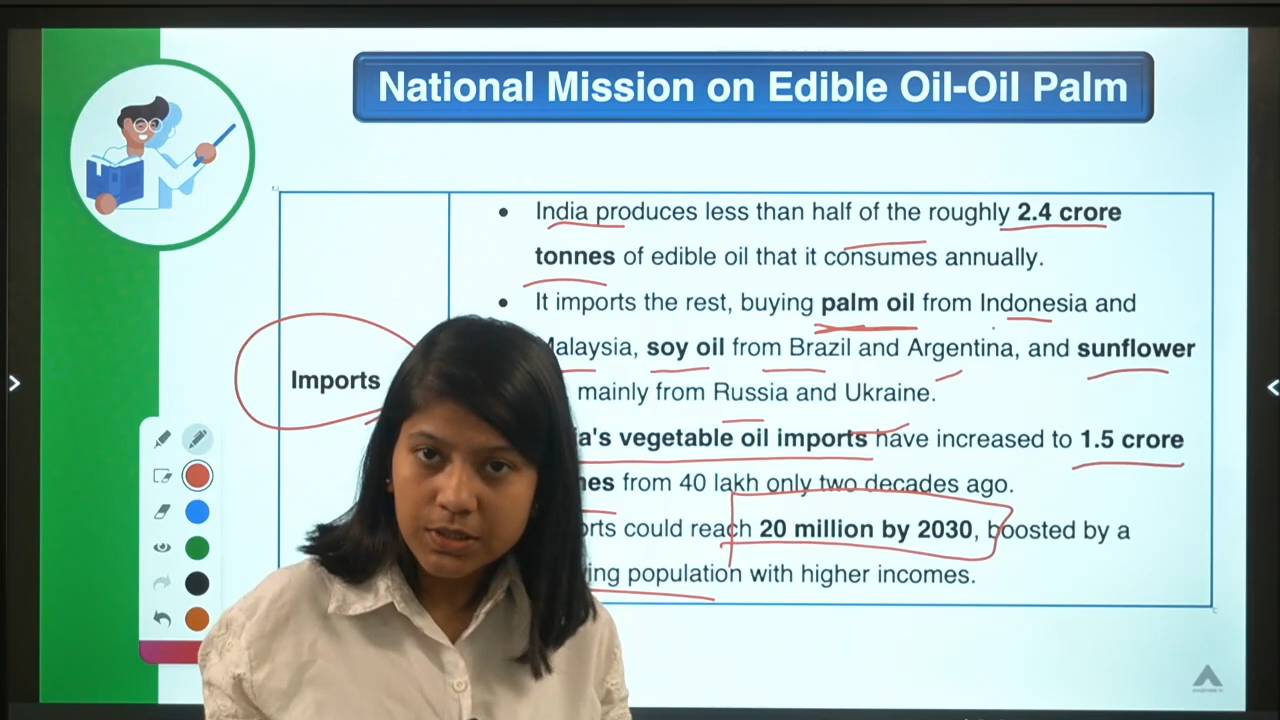 National Mission on Edible Oil-Oil Palm
Imports
• India produces less than half of the roughly 2.4 crore
tonnes of edible oil that it consumes annually.
• It imports the rest, buying palm oil from Indonesia and
Malaysia, soy oil from Brazil and Argentina, and sunflower
mainly from Russia and Ukraine.
vegetable oil imports have increased to 1.5 crore
from 40 lakh only two decades ago.
could reach 20 million by 2030, boosted by a
population with higher incomes.